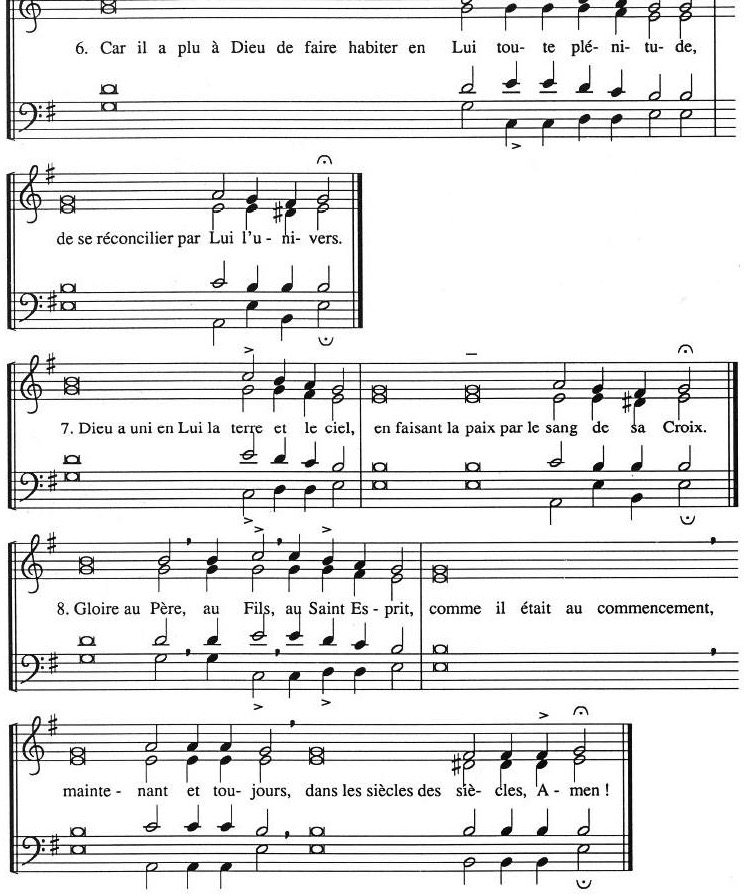 6. Car il a plu à Dieu de faire habiter en Lui tou- te plé- ni- tu- de,
de se réconcilier par Lui l'u - ni- vers.
7. Dieu a uni en Lui la terre et le ciel, en faisant la paix par le sang de sa Croix.
8. Gloire au Père, au Fils, au Saint Es - prit, comme il était au commencement,
mainte - nant et tou- jours, dans les siècles des siè- cles, A - men !